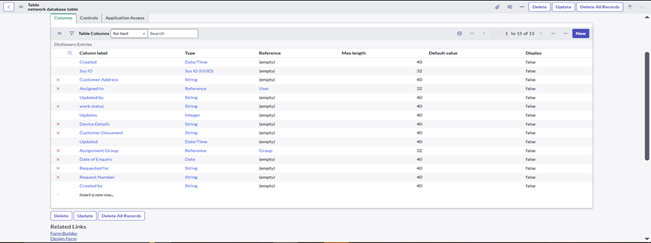 Table
network database table
Delete Update Delete All Records
Columns Controls Application Access
Table Columns for text Search 1 to 15 of 15 New
Dictionary Entries
Column label Type Reference Max length Default value Display
Created Date/Time (empty) 40 false
Sys ID Sys ID (GUID) (empty) 32 false
Customer Address String (empty) 40 false
Assigned to Reference User 32 false
Updated by String (empty) 40 false
work status String (empty) 40 false
Updates Integer (empty) 40 false
Device Details String (empty) 40 false
Customer Document String (empty) 40 false
Updated Date/Time (empty) 40 false
Assignment Group Reference Group 32 false
Date of Enquiry Date (empty) 40 false
Requested for String (empty) 40 false
Request Number String (empty) 40 false
Created by String (empty) 40 false
Insert a new row...
Delete Update Delete All Records
Related Links
Form Builder
Design Form